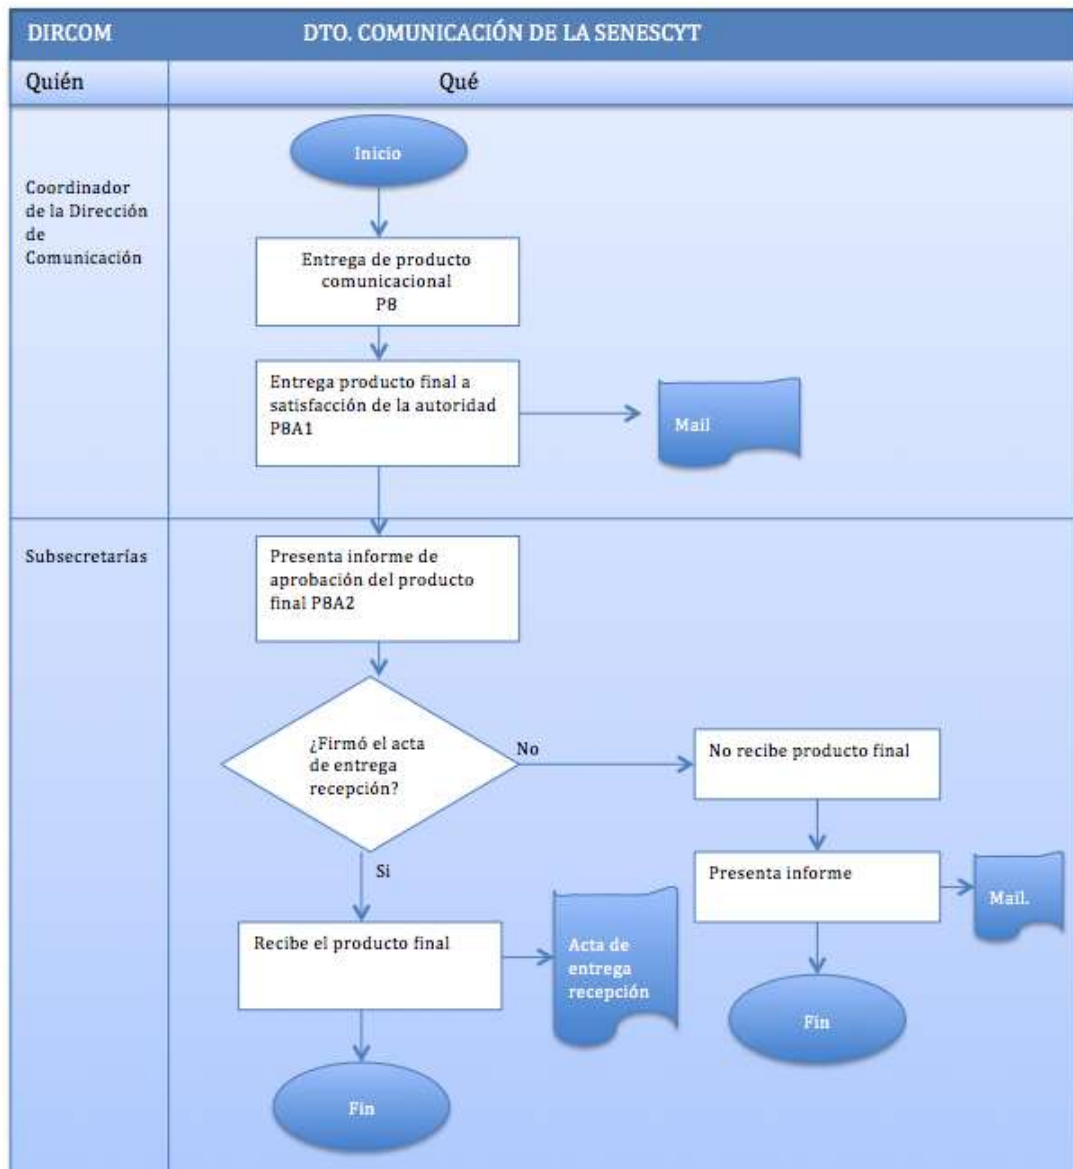 DIRCOM
DTO. COMUNICACIÓN DE LA SENESCYT
Quién
Qué
Inicio
Coordinador
de la Dirección
de
Comunicación
Entrega de producto
comunicacional
P8
Entrega producto final a
satisfacción de la autoridad
P8A1
Mail
Subsecretarías
Presenta informe de
aprobación del producto
final P8A2
¿Firmó el acta
de entrega
recepción?
No
No recibe producto final
Si
Presenta informe
Mail.
Recibe el producto final
Acta de
entrega
recepción
Fin
Fin